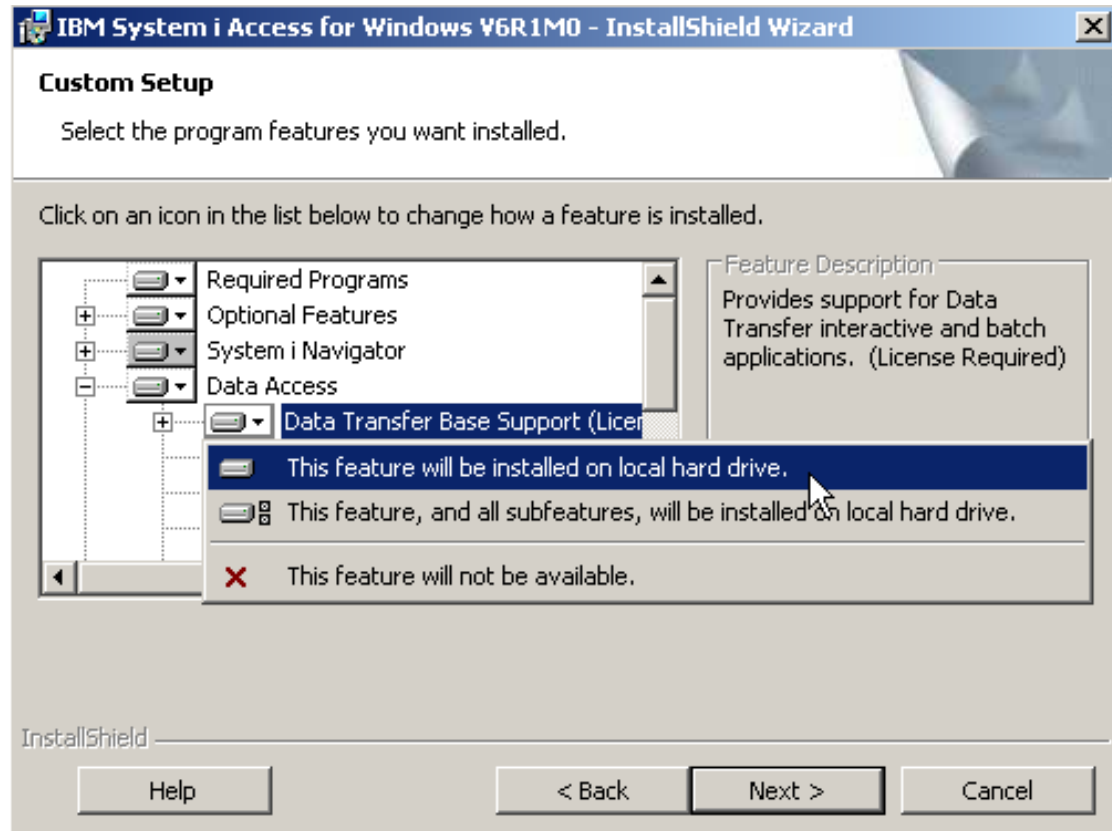 IBM System i Access for Windows V6R1M0 - InstallShield Wizard
Custom Setup
Select the program features you want installed.
Click on an icon in the list below to change how a feature is installed.
Required Programs
Optional Features
System i Navigator
Data Access
Data Transfer Base Support (Licen
Feature Description
Provides support for Data
Transfer interactive and batch
applications. (License Required)
This feature will be installed on local hard drive.
This feature, and all subfeatures, will be installed on local hard drive.
This feature will not be available.
InstallShield
Help
< Back
Next >
Cancel